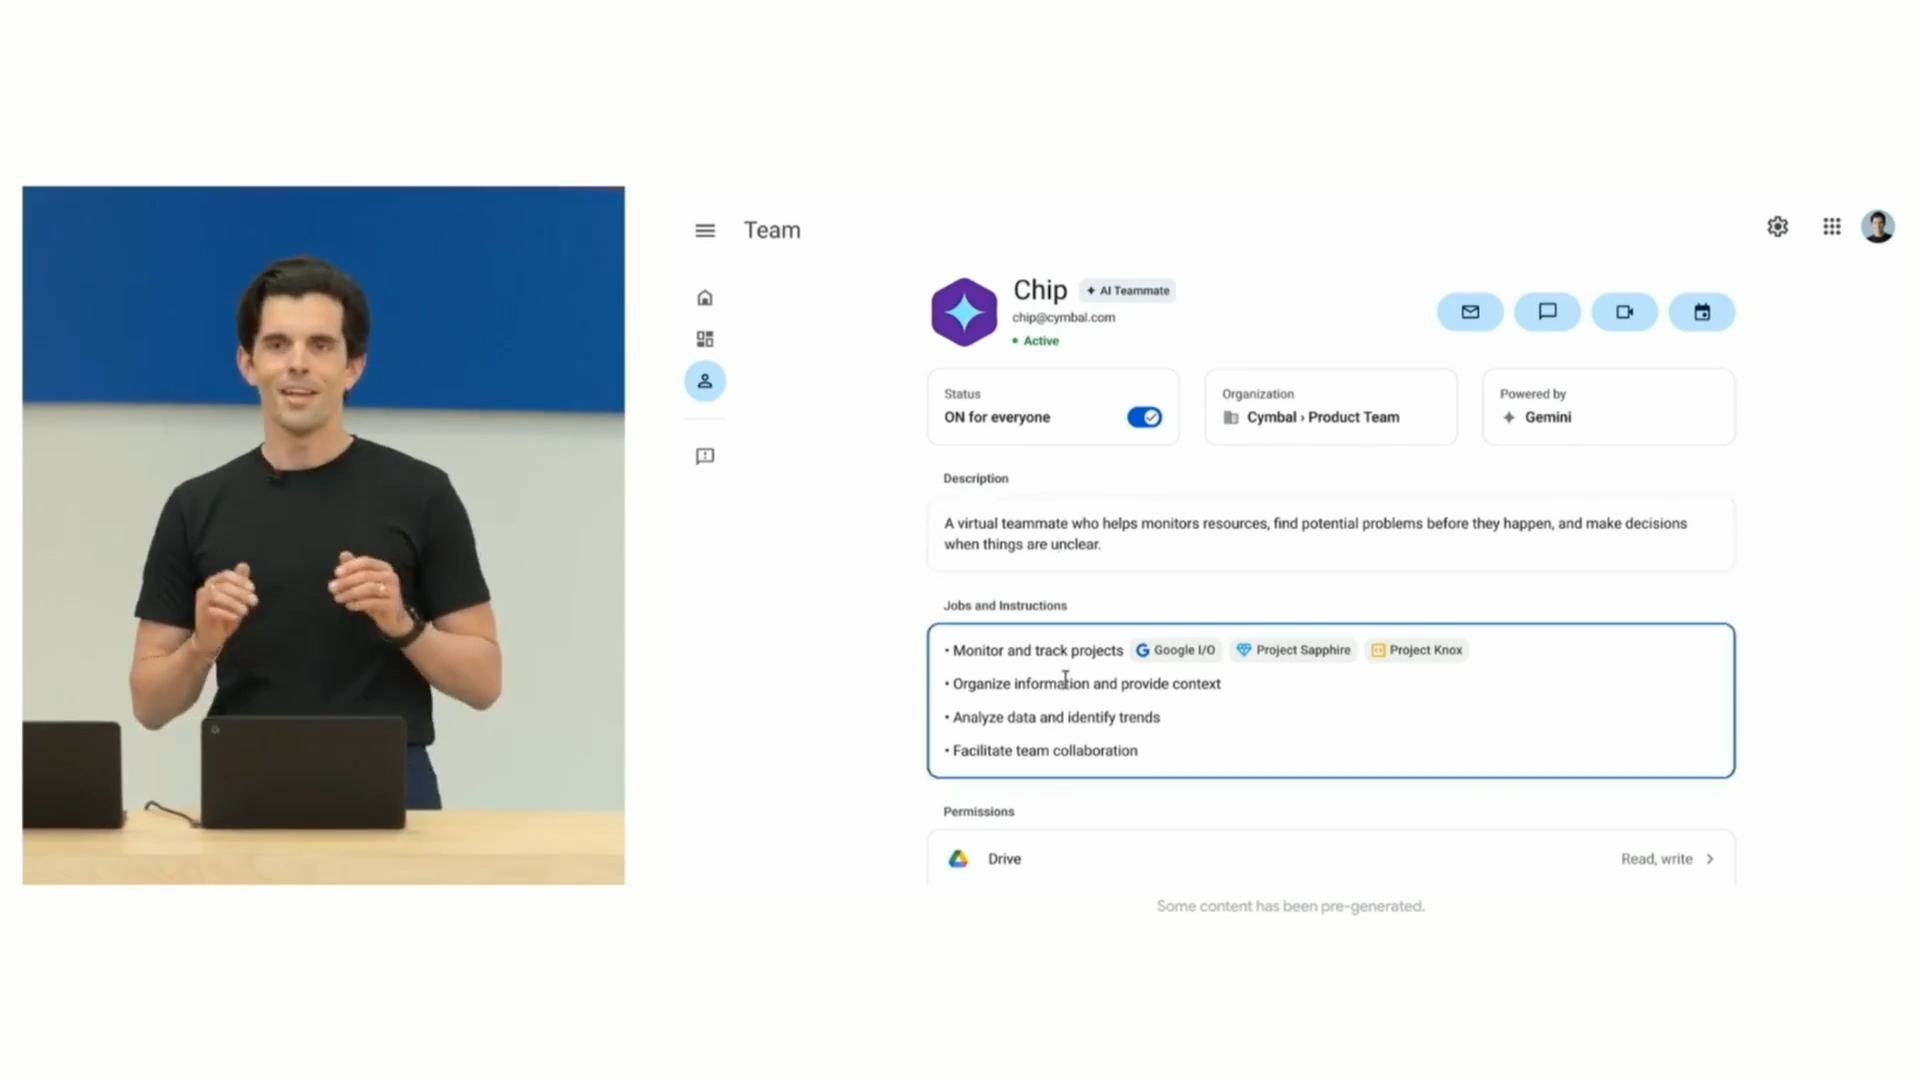 Team
Chip
AI Teammate
chip@cymbal.com
Active
Status
ON for everyone
Organization
Cymbal › Product Team
Powered by
Gemini
Description
A virtual teammate who helps monitors resources, find potential problems before they happen, and make decisions
when things are unclear.
Jobs and Instructions
• Monitor and track projects Google I/O Project Sapphire Project Knox
• Organize information and provide context
• Analyze data and identify trends
• Facilitate team collaboration
Permissions
Drive
Read, write
Some content has been pre-generated.